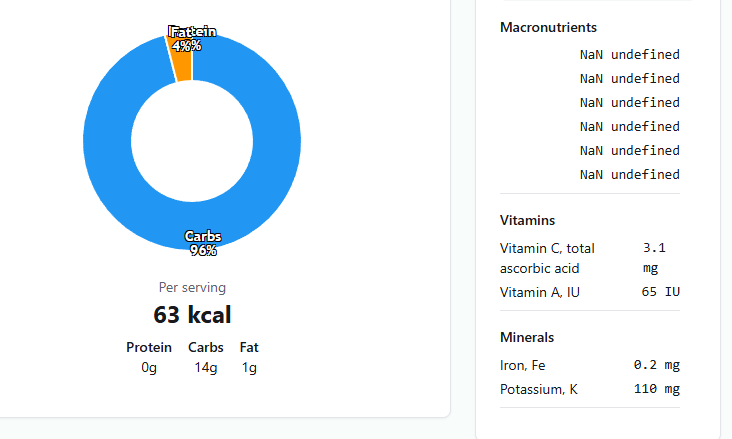 4%
Carbs
96%
Per serving
63 kcal
Protein Carbs Fat
0g 14g 1g
Macronutrients
NaN undefined
NaN undefined
NaN undefined
NaN undefined
NaN undefined
NaN undefined
Vitamins
Vitamin C, total 3.1
ascorbic acid mg
Vitamin A, IU 65 IU
Minerals
Iron, Fe 0.2 mg
Potassium, K 110 mg